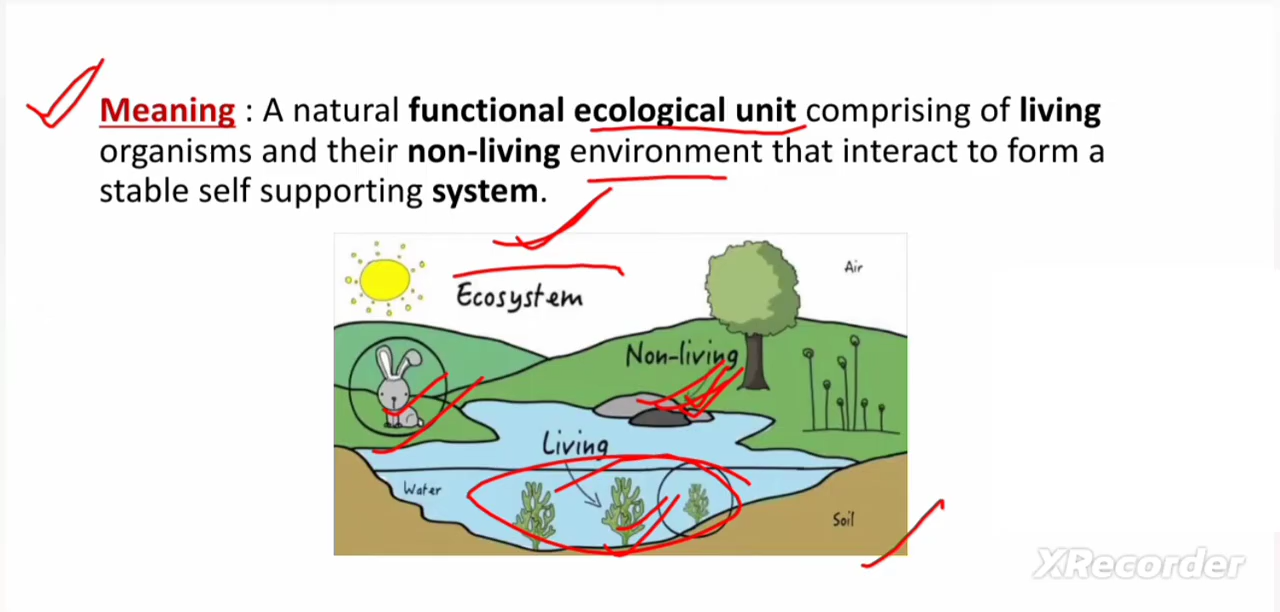 Meaning : A natural functional ecological unit comprising of living
organisms and their non-living environment that interact to form a
stable self supporting system.
Ecosystem
Air
Non-living
Living
Water
Soil
XRecorder